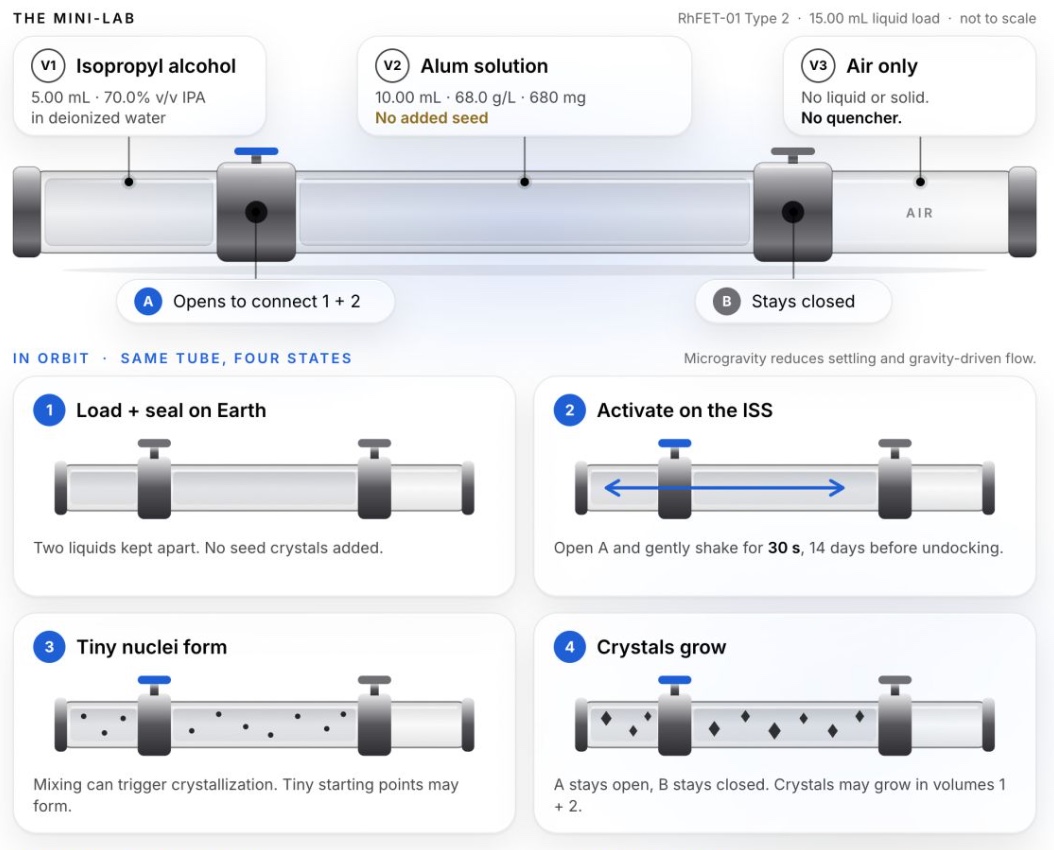 THE MINI-LAB
RhFET-01 Type 2 · 15.00 mL liquid load · not to scale
V1 Isopropyl alcohol
5.00 mL · 70.0% v/v IPA
in deionized water
V2 Alum solution
10.00 mL · 68.0 g/L · 680 mg
No added seed
V3 Air only
No liquid or solid.
No quencher.
AIR
A Opens to connect 1 + 2
B Stays closed
IN ORBIT · SAME TUBE, FOUR STATES
Microgravity reduces settling and gravity-driven flow.
1 Load + seal on Earth
Two liquids kept apart. No seed crystals added.
2 Activate on the ISS
Open A and gently shake for 30 s, 14 days before undocking.
3 Tiny nuclei form
Mixing can trigger crystallization. Tiny starting points may
form.
4 Crystals grow
A stays open, B stays closed. Crystals may grow in volumes 1
+ 2.